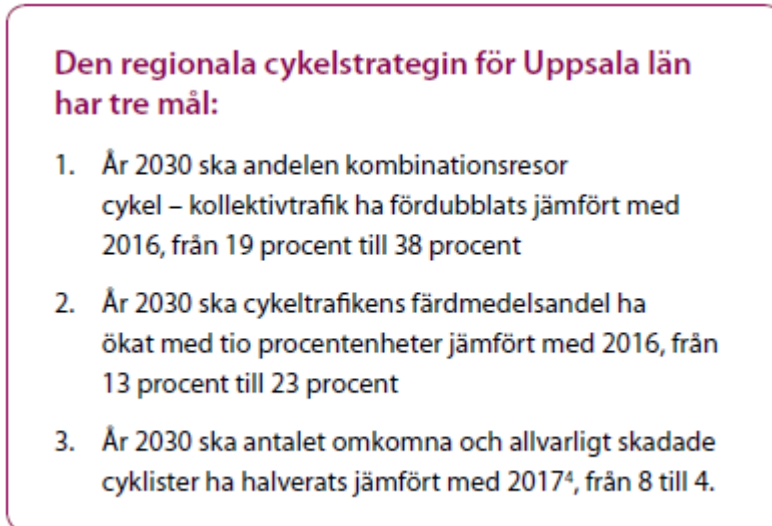 Den regionala cykelstrategin för Uppsala län
har tre mål:
1. År 2030 ska andelen kombinationsresor
cykel – kollektivtrafik ha fördubblats jämfört med
2016, från 19 procent till 38 procent
2. År 2030 ska cykeltrafikens färdmedelsandel ha
ökat med tio procentenheter jämfört med 2016, från
13 procent till 23 procent
3. År 2030 ska antalet omkomna och allvarligt skadade
cyklister ha halverats jämfört med 2017⁴, från 8 till 4.